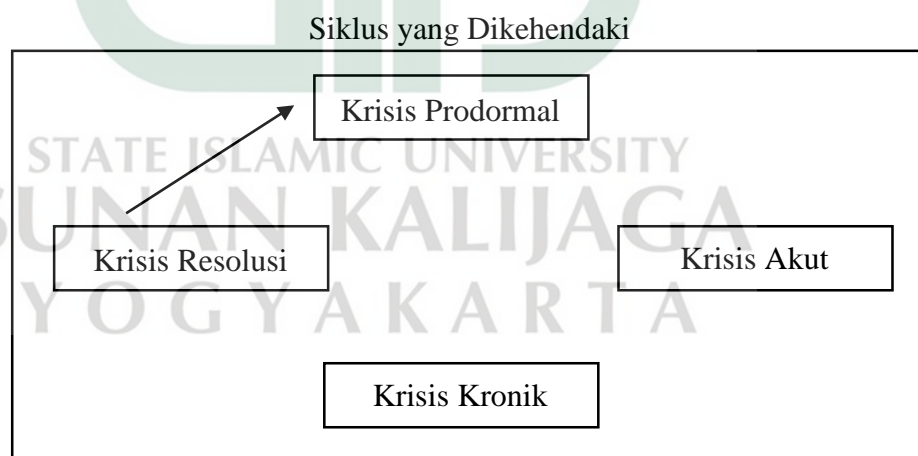 Siklus yang Dikehendaki
Krisis Prodormal
STATE ISLAMIC UNIVERSITY
SUNAN KALIJAGA
Krisis Resolusi
Krisis Akut
YOGYAKARTA
Krisis Kronik